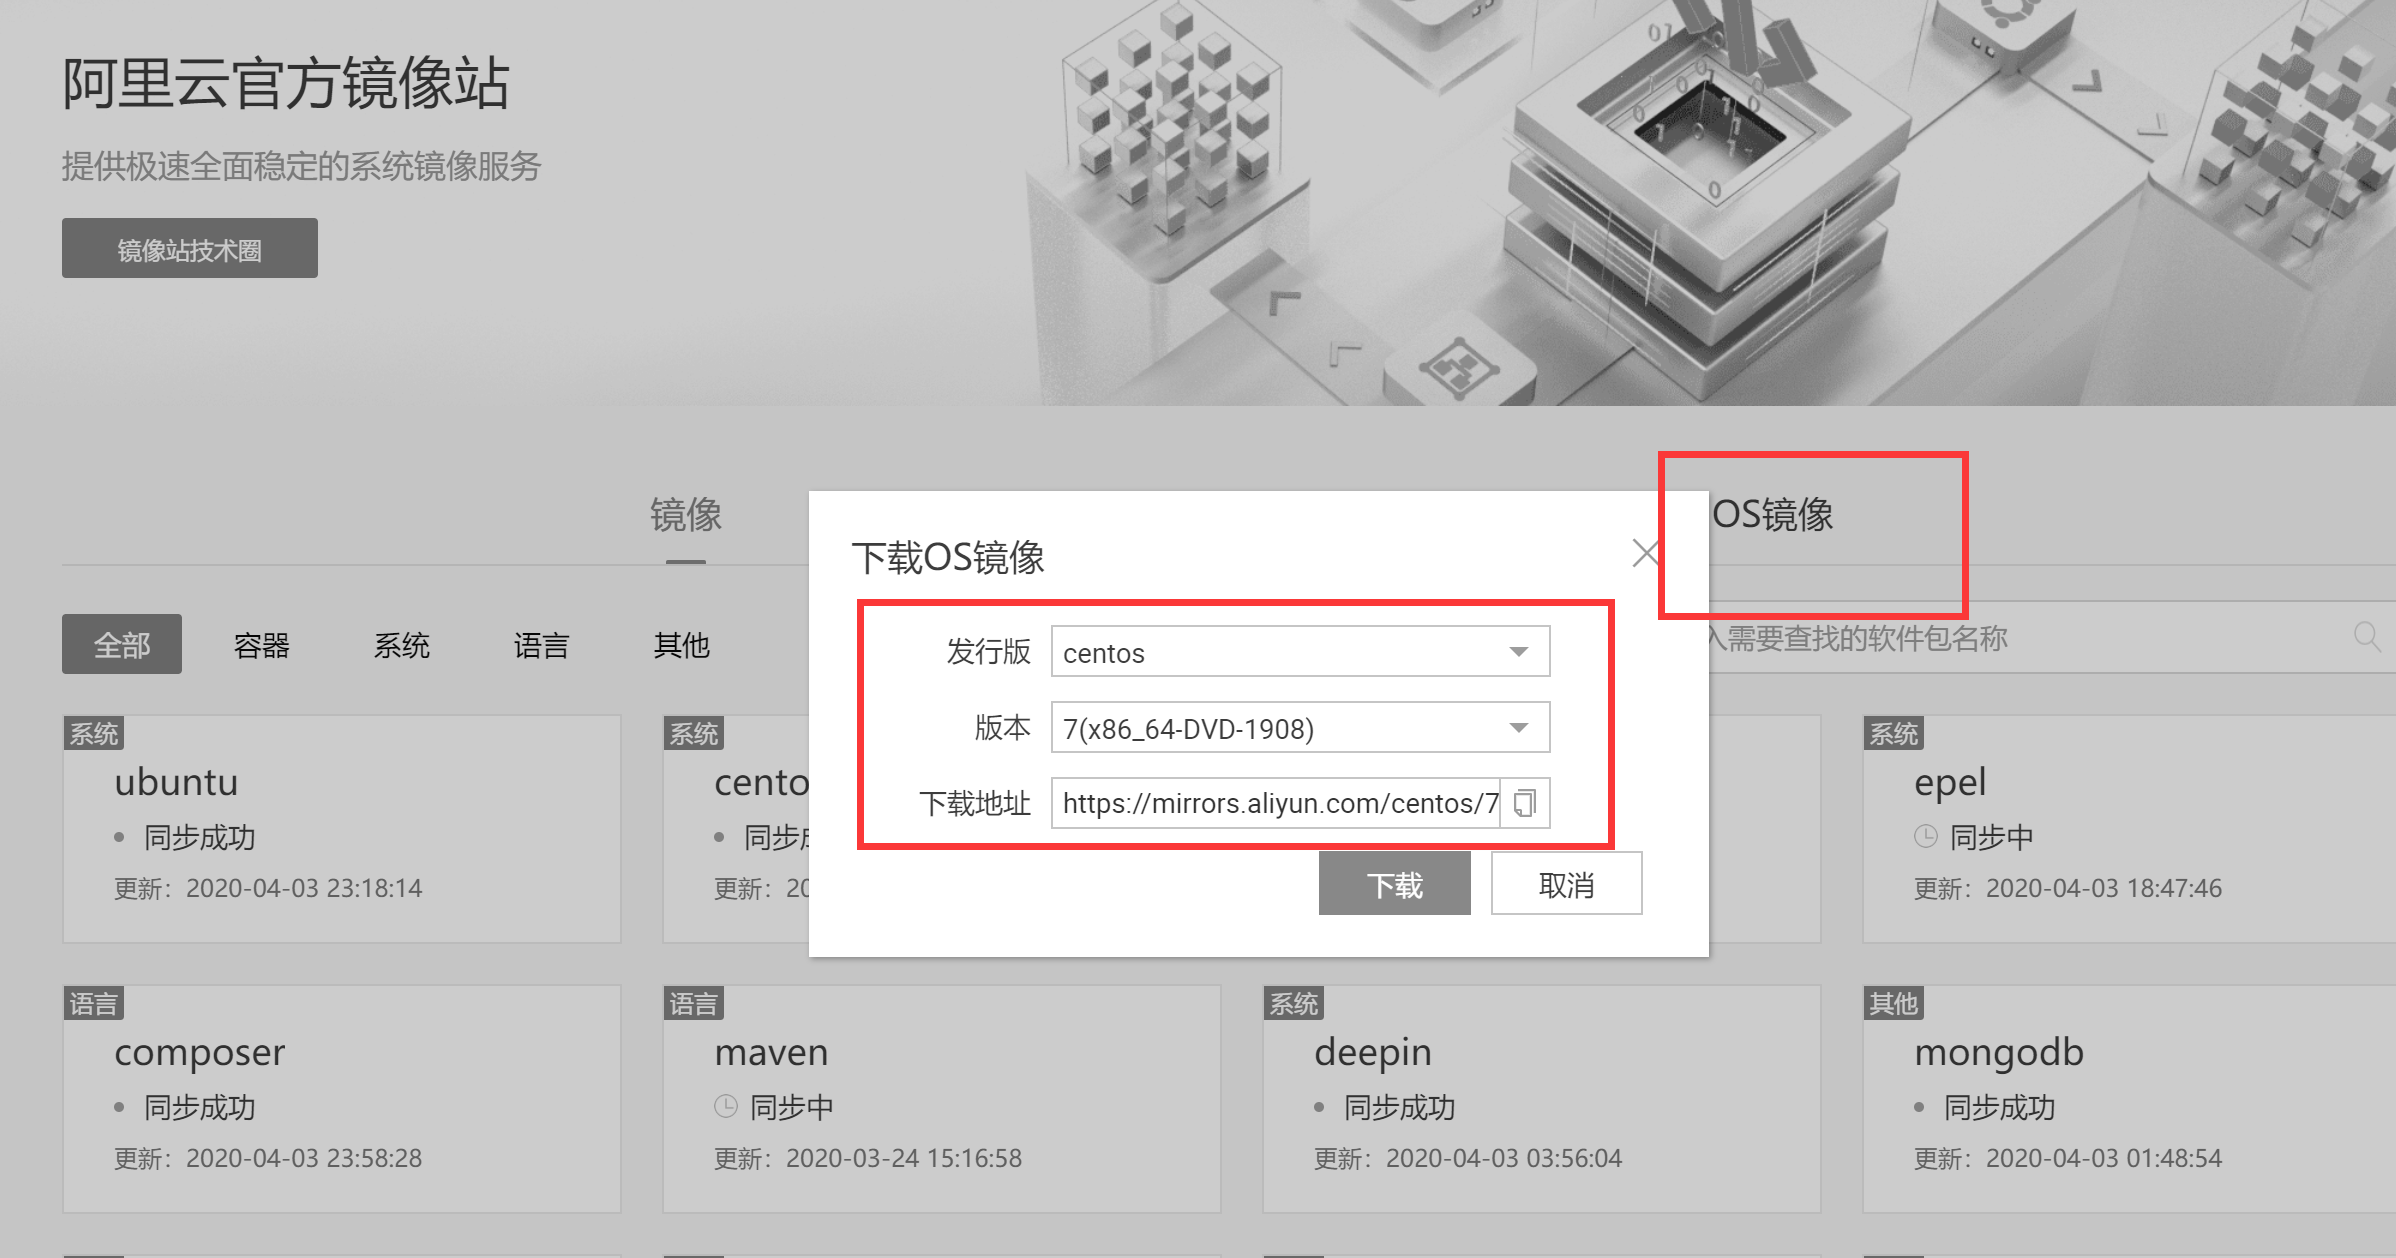 阿里云官方镜像站
提供极速全面稳定的系统镜像服务
镜像站技术圈
镜像
OS镜像
下载OS镜像
发行版
centos
版本
7(x86_64-DVD-1908)
下载地址
https://mirrors.aliyun.com/centos/7
下载
取消
全部
容器
系统
语言
其他
需要查找的软件包名称
系统
ubuntu
同步成功
更新：2020-04-03 23:18:14
系统
cento
同步
更新：20
系统
epel
同步中
更新：2020-04-03 18:47:46
语言
composer
同步成功
更新：2020-04-03 23:58:28
语言
maven
同步中
更新：2020-03-24 15:16:58
系统
deepin
同步成功
更新：2020-04-03 03:56:04
其他
mongodb
同步成功
更新：2020-04-03 01:48:54